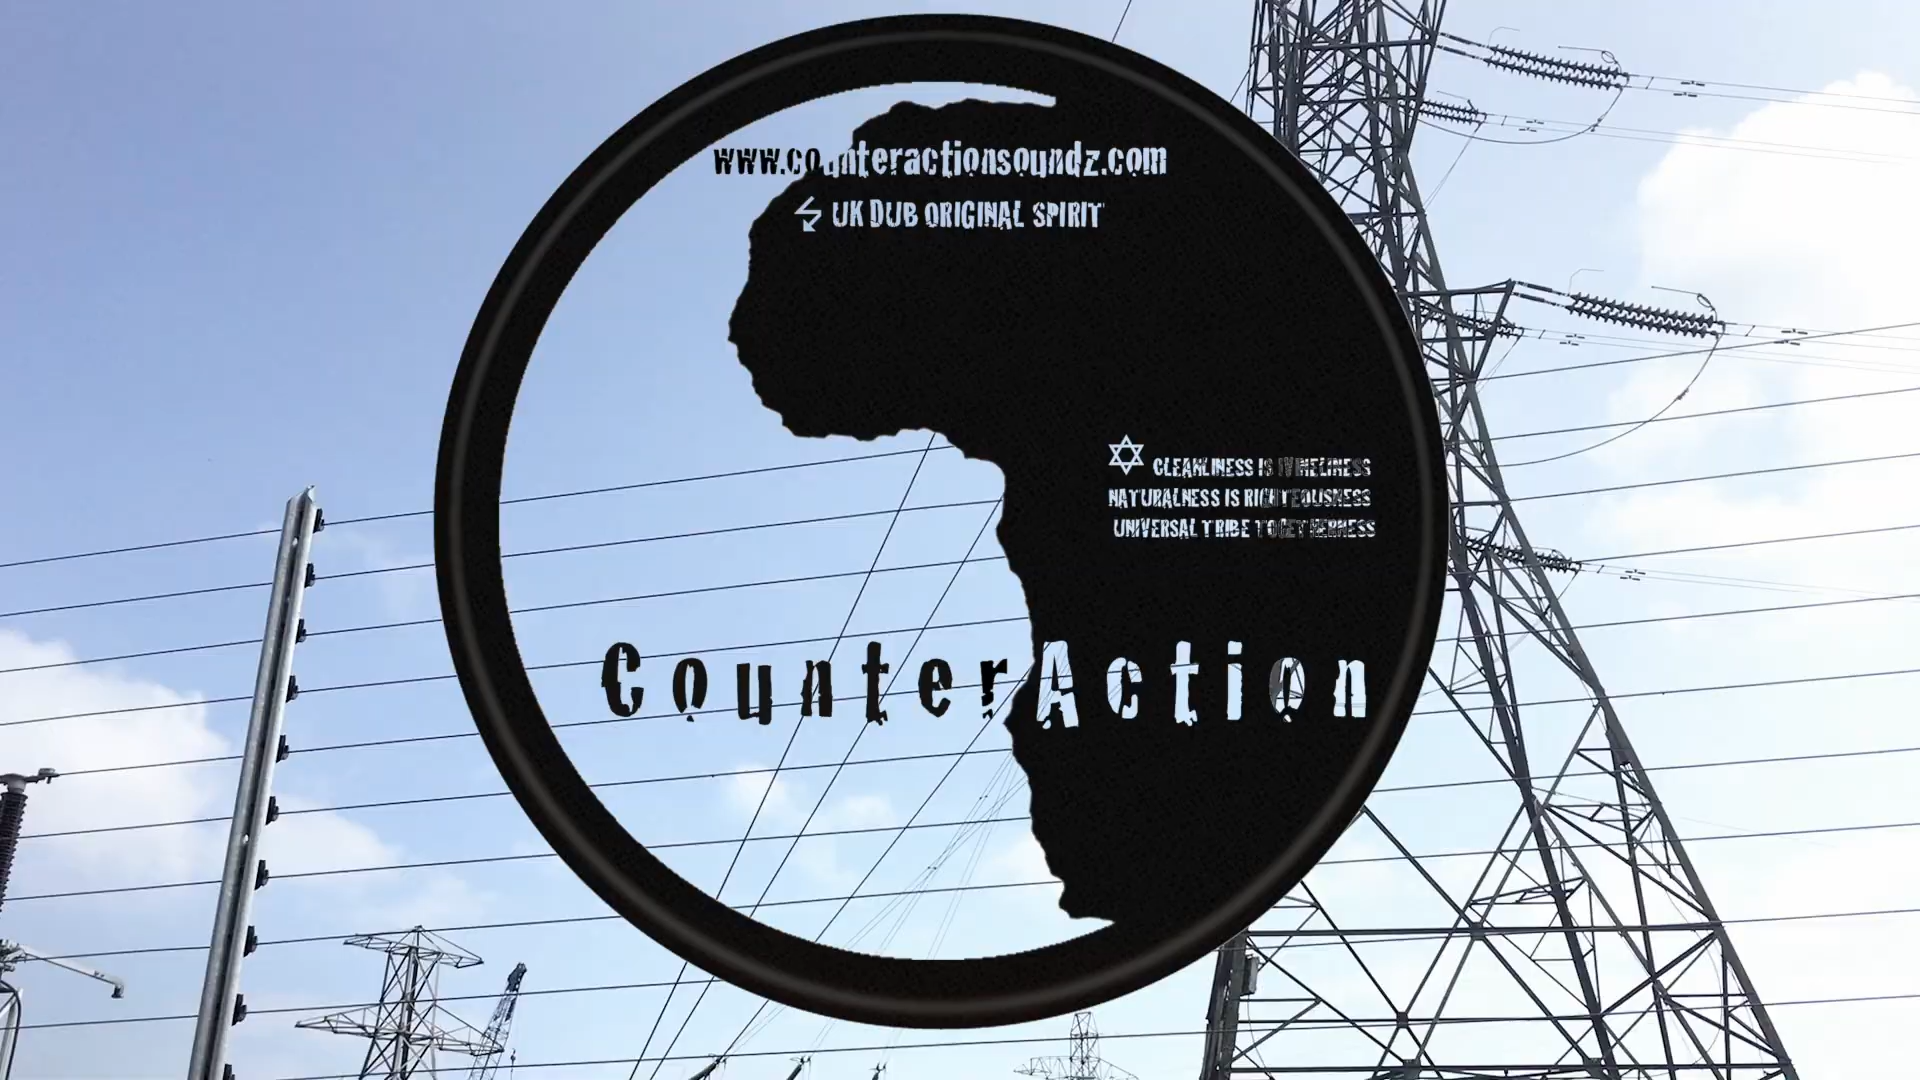 www.counteractionsoundz.com
UK DUB ORIGINAL SPIRIT
CLEANLINESS IS IVINELINESS
NATURALNESS IS RIGHTEOUSNESS
UNIVERSAL TRIBE TOGETHERNESS
CounterAction